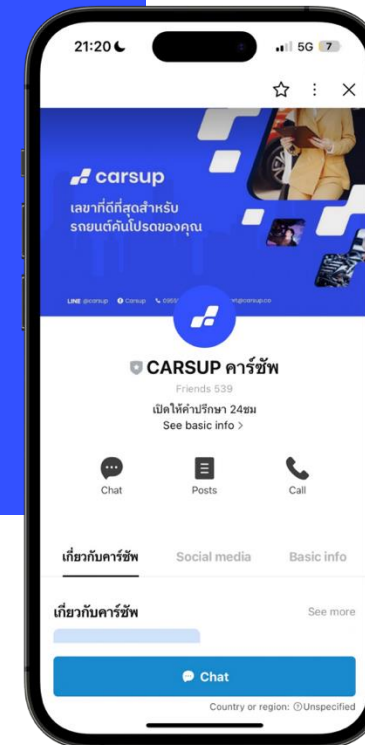 21:20
5G 7
carsup
เลขาที่ดีที่สุดสำหรับ
รถยนต์คันโปรดของคุณ
LINE @carsup Carsup
CARSUP คาร์ซัพ
Friends 539
เปิดให้คำปรึกษา 24ชม
See basic info >
Chat Posts Call
เกี่ยวกับคาร์ซัพ Social media Basic info
เกี่ยวกับคาร์ซัพ See more
Chat
Country or region: Unspecified